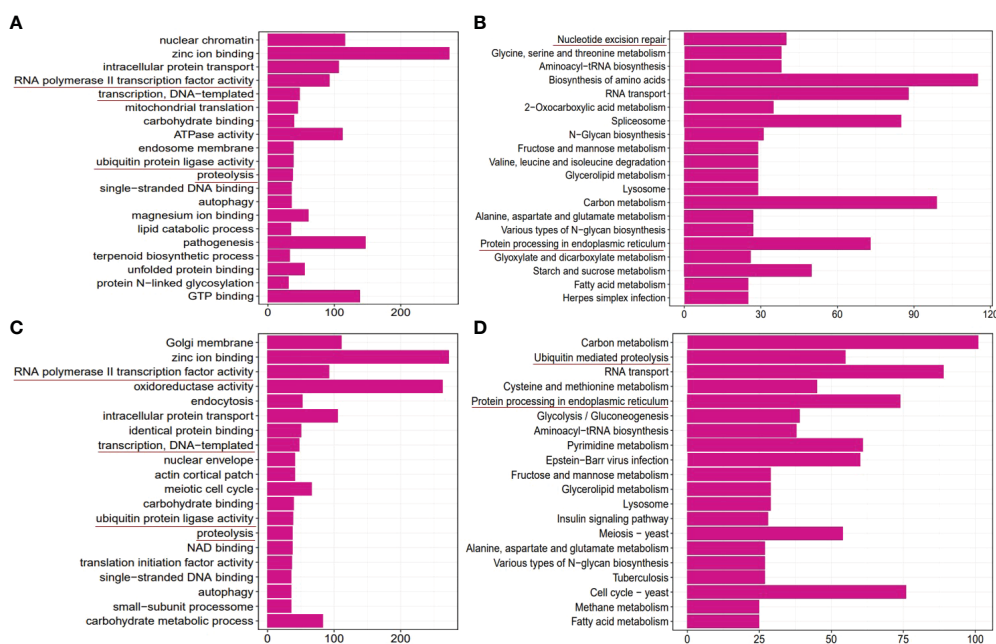 A
nuclear chromatin
zinc ion binding
intracellular protein transport
RNA polymerase II transcription factor activity
transcription, DNA−templated
mitochondrial translation
carbohydrate binding
ATPase activity
endosome membrane
ubiquitin protein ligase activity
proteolysis
single−stranded DNA binding
autophagy
magnesium ion binding
lipid catabolic process
pathogenesis
terpenoid biosynthetic process
unfolded protein binding
protein N−linked glycosylation
GTP binding
0 100 200
B
Nucleotide excision repair
Glycine, serine and threonine metabolism
Aminoacyl−tRNA biosynthesis
Biosynthesis of amino acids
RNA transport
2−Oxocarboxylic acid metabolism
Spliceosome
N−Glycan biosynthesis
Fructose and mannose metabolism
Valine, leucine and isoleucine degradation
Glycerolipid metabolism
Lysosome
Carbon metabolism
Alanine, aspartate and glutamate metabolism
Various types of N−glycan biosynthesis
Protein processing in endoplasmic reticulum
Glyoxylate and dicarboxylate metabolism
Starch and sucrose metabolism
Fatty acid metabolism
Herpes simplex infection
0 30 60 90 120
C
Golgi membrane
zinc ion binding
RNA polymerase II transcription factor activity
oxidoreductase activity
endocytosis
intracellular protein transport
identical protein binding
transcription, DNA−templated
nuclear envelope
actin cortical patch
meiotic cell cycle
carbohydrate binding
ubiquitin protein ligase activity
proteolysis
NAD binding
translation initiation factor activity
single−stranded DNA binding
autophagy
small−subunit processome
carbohydrate metabolic process
0 100 200
D
Carbon metabolism
Ubiquitin mediated proteolysis
RNA transport
Cysteine and methionine metabolism
Protein processing in endoplasmic reticulum
Glycolysis / Gluconeogenesis
Aminoacyl−tRNA biosynthesis
Pyrimidine metabolism
Epstein−Barr virus infection
Fructose and mannose metabolism
Glycerolipid metabolism
Lysosome
Insulin signaling pathway
Meiosis − yeast
Alanine, aspartate and glutamate metabolism
Various types of N−glycan biosynthesis
Tuberculosis
Cell cycle − yeast
Methane metabolism
Fatty acid metabolism
0 25 50 75 100